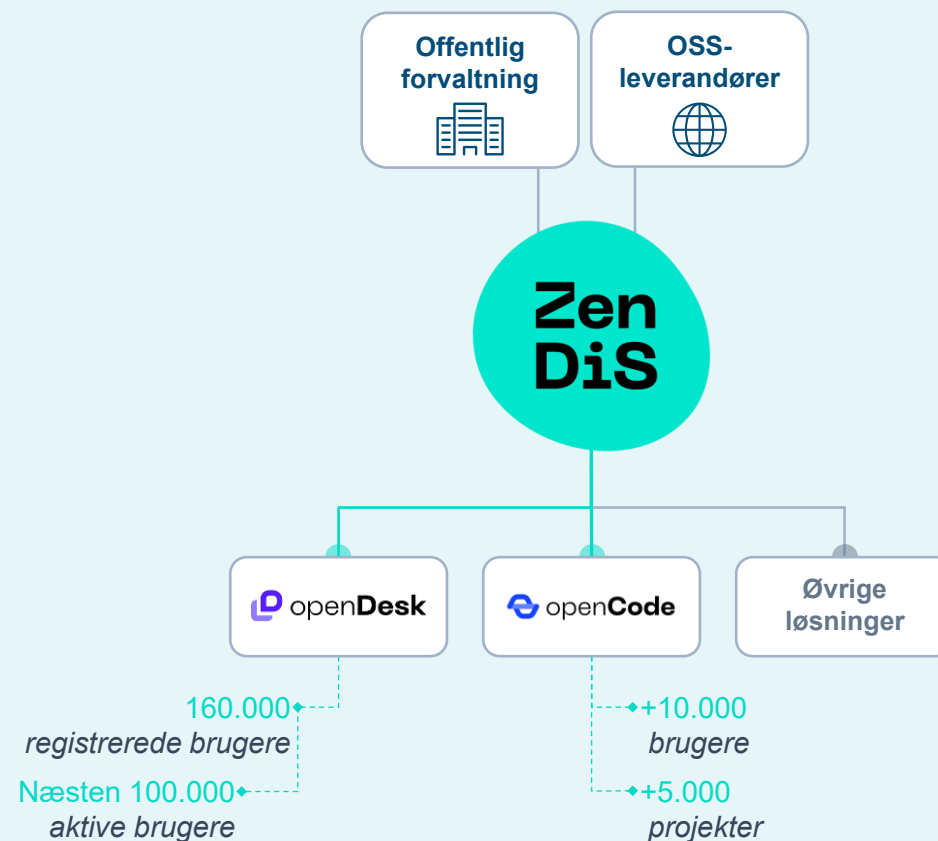 Offentlig
forvaltning
OSS-
leverandører
Zen
DiS
openDesk
openCode
Øvrige
løsninger
160.000
registrerede brugere
Næsten 100.000
aktive brugere
+10.000
brugere
+5.000
projekter